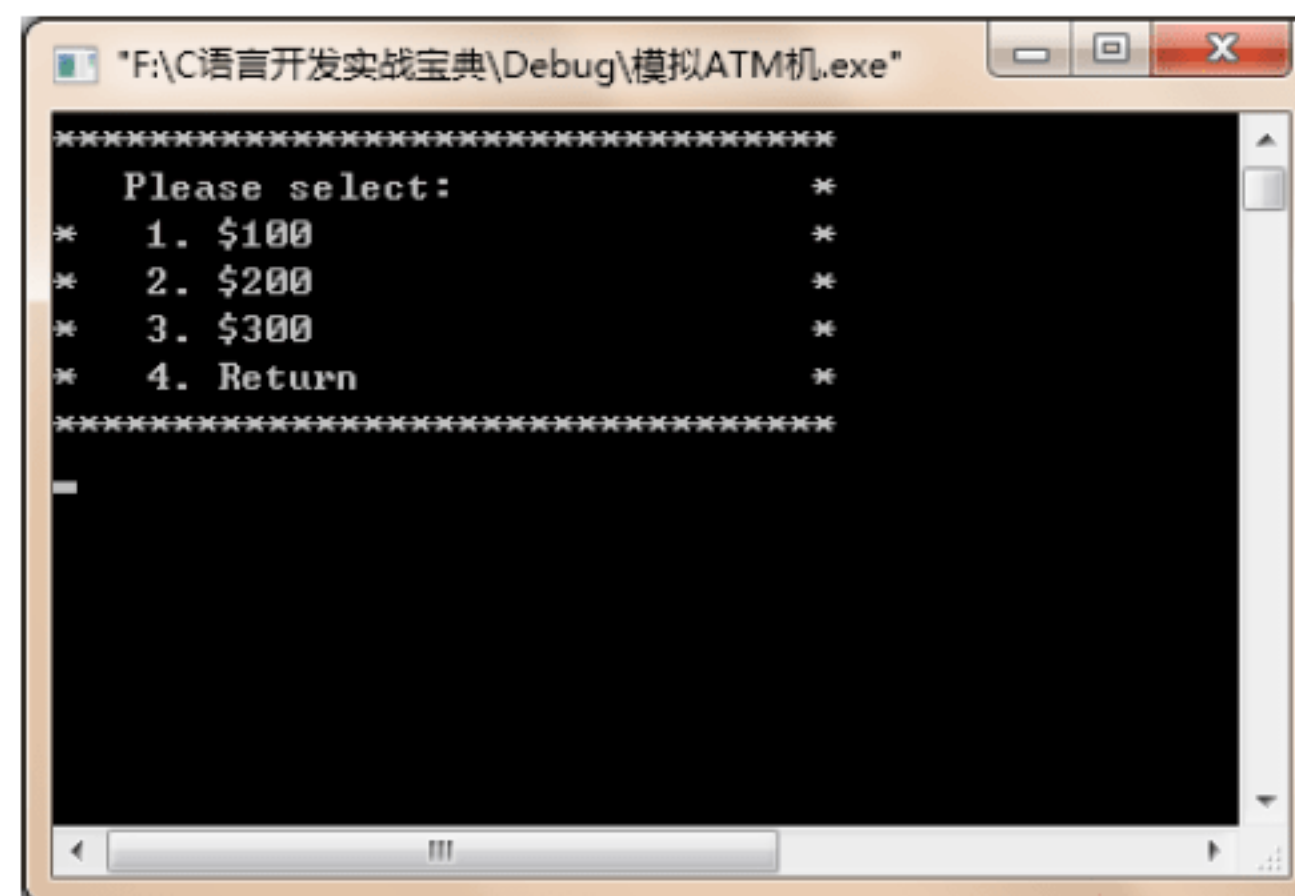 "F:\C语言开发实战宝典\Debug\模拟ATM机.exe"
*********************************
   Please select:               *
*   1. $100                     *
*   2. $200                     *
*   3. $300                     *
*   4. Return                   *
*********************************